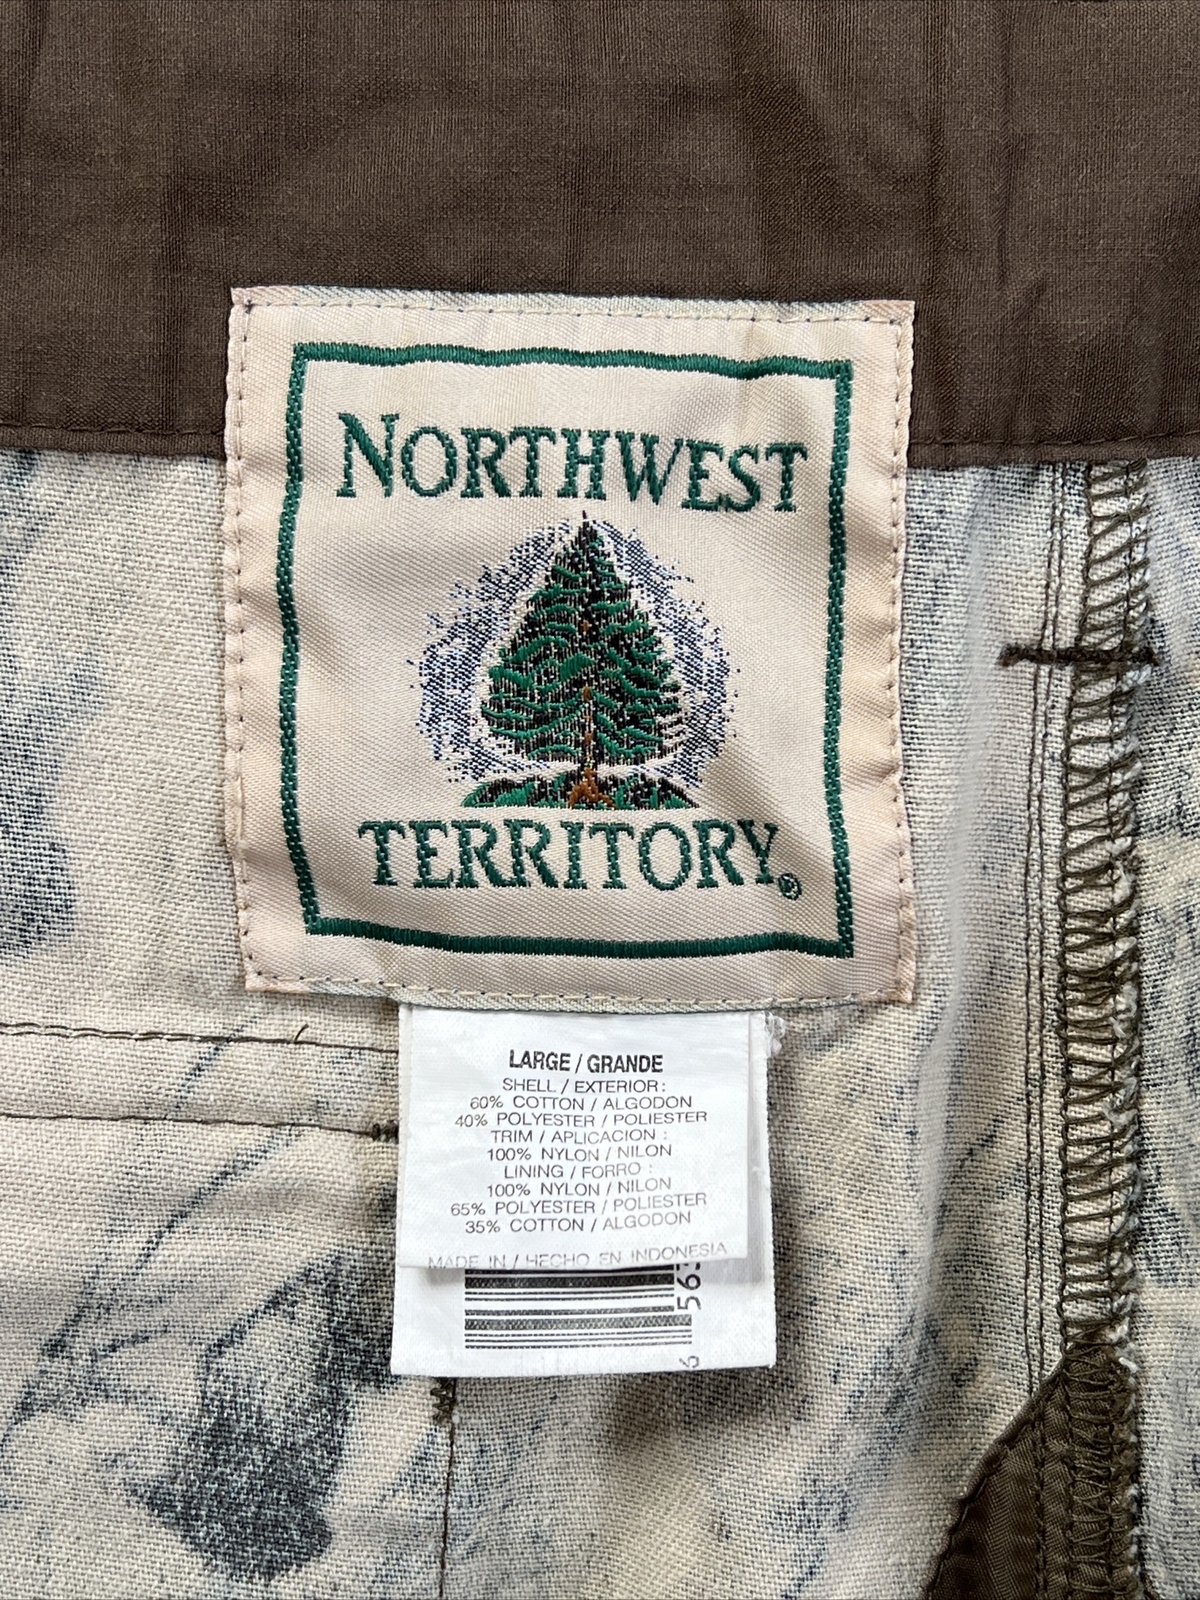 NORTHWEST
TERRITORY®
LARGE / GRANDE
SHELL / EXTERIOR:
60% COTTON / ALGODON
40% POLYESTER / POLIESTER
TRIM / APLICACION :
100% NYLON / NILON
LINING / FORRO :
100% NYLON / NILON
65% POLYESTER / POLIESTER
35% COTTON / ALGODON
MADE IN / HECHO EN INDONESIA